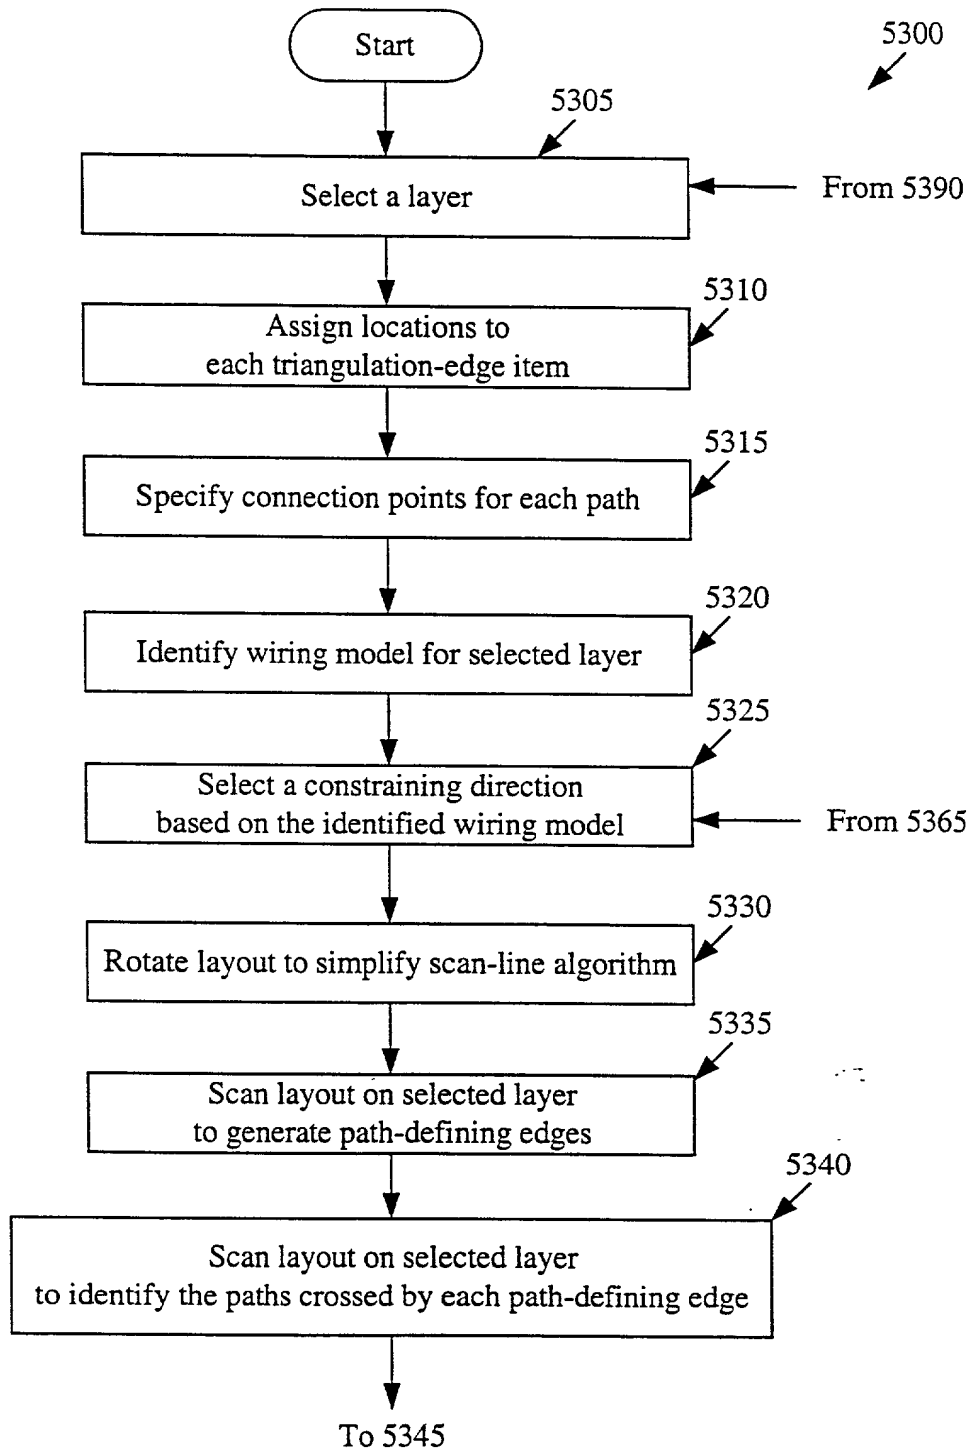 Start
5300
5305
Select a layer
From 5390
5310
Assign locations to
each triangulation-edge item
5315
Specify connection points for each path
5320
Identify wiring model for selected layer
5325
Select a constraining direction
based on the identified wiring model
From 5365
5330
Rotate layout to simplify scan-line algorithm
5335
Scan layout on selected layer
to generate path-defining edges
5340
Scan layout on selected layer
to identify the paths crossed by each path-defining edge
To 5345